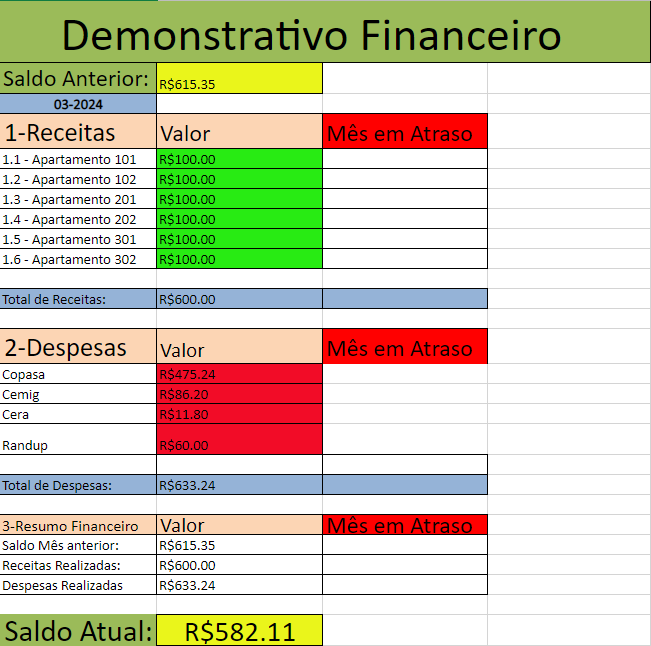 Demonstrativo Financeiro
Saldo Anterior: R$615.35
03-2024
1-Receitas Valor Mês em Atraso
1.1 - Apartamento 101 R$100.00
1.2 - Apartamento 102 R$100.00
1.3 - Apartamento 201 R$100.00
1.4 - Apartamento 202 R$100.00
1.5 - Apartamento 301 R$100.00
1.6 - Apartamento 302 R$100.00
Total de Receitas: R$600.00
2-Despesas Valor Mês em Atraso
Copasa R$475.24
Cemig R$86.20
Cera R$11.80
Randup R$60.00
Total de Despesas: R$633.24
3-Resumo Financeiro Valor Mês em Atraso
Saldo Mês anterior: R$615.35
Receitas Realizadas: R$600.00
Despesas Realizadas R$633.24
Saldo Atual: R$582.11